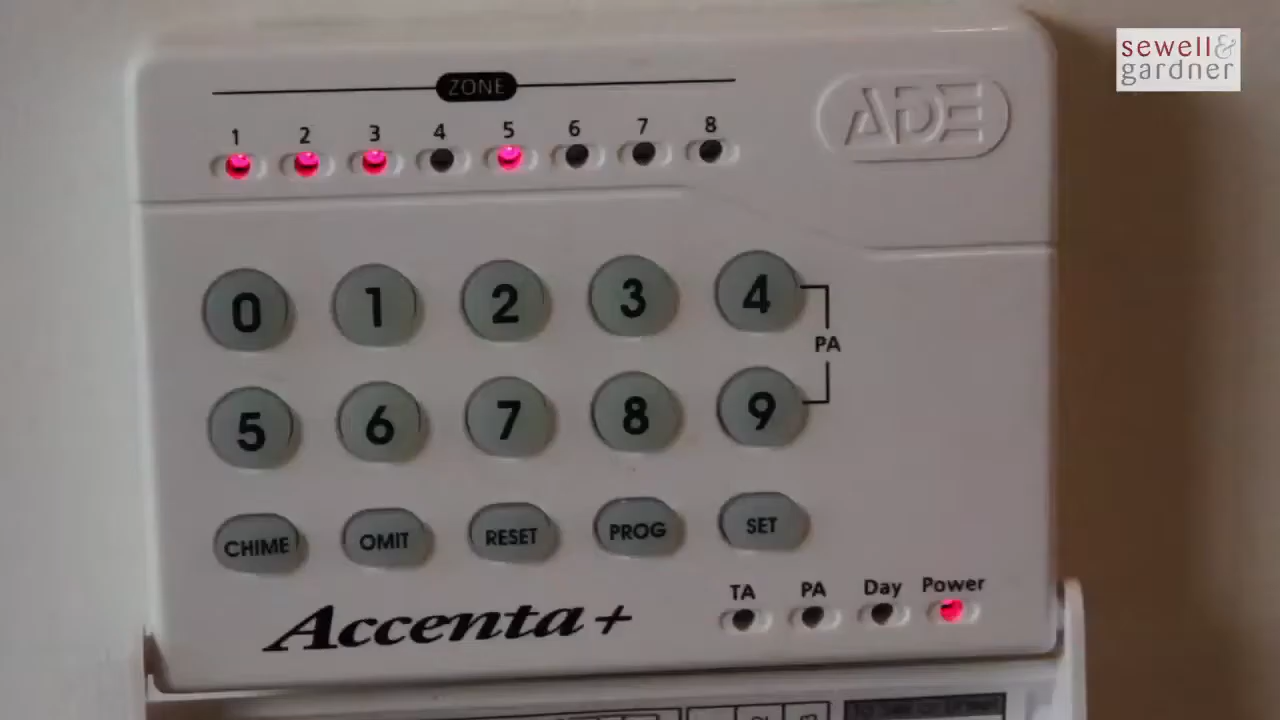 sewell&
gardner
ZONE
1 2 3 4 5 6 7 8
ADE
0 1 2 3 4
PA
5 6 7 8 9
CHIME OMIT RESET PROG SET
TA PA Day Power
Accenta+